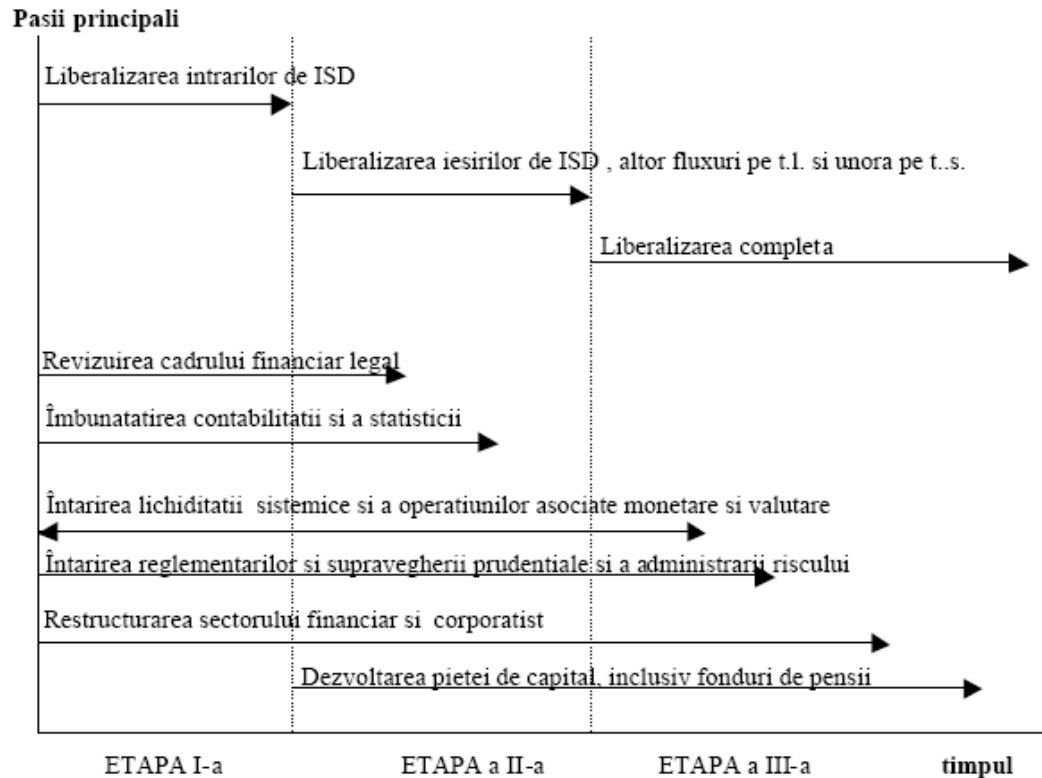 Pasii principali
Liberalizarea intrarilor de ISD
Liberalizarea iesirilor de ISD , altor fluxuri pe t.l. si unora pe t..s.
Liberalizarea completa
Revizuirea cadrului financiar legal
Îmbunatatirea contabilitatii si a statisticii
Întarirea lichiditatii sistemice si a operatiunilor asociate monetare si valutare
Întarirea reglementarilor si supravegherii prudentiale si a administrarii riscului
Restructurarea sectorului financiar si corporatist
Dezvoltarea pietei de capital, inclusiv fonduri de pensii
ETAPA I-a ETAPA a II-a ETAPA a III-a timpul